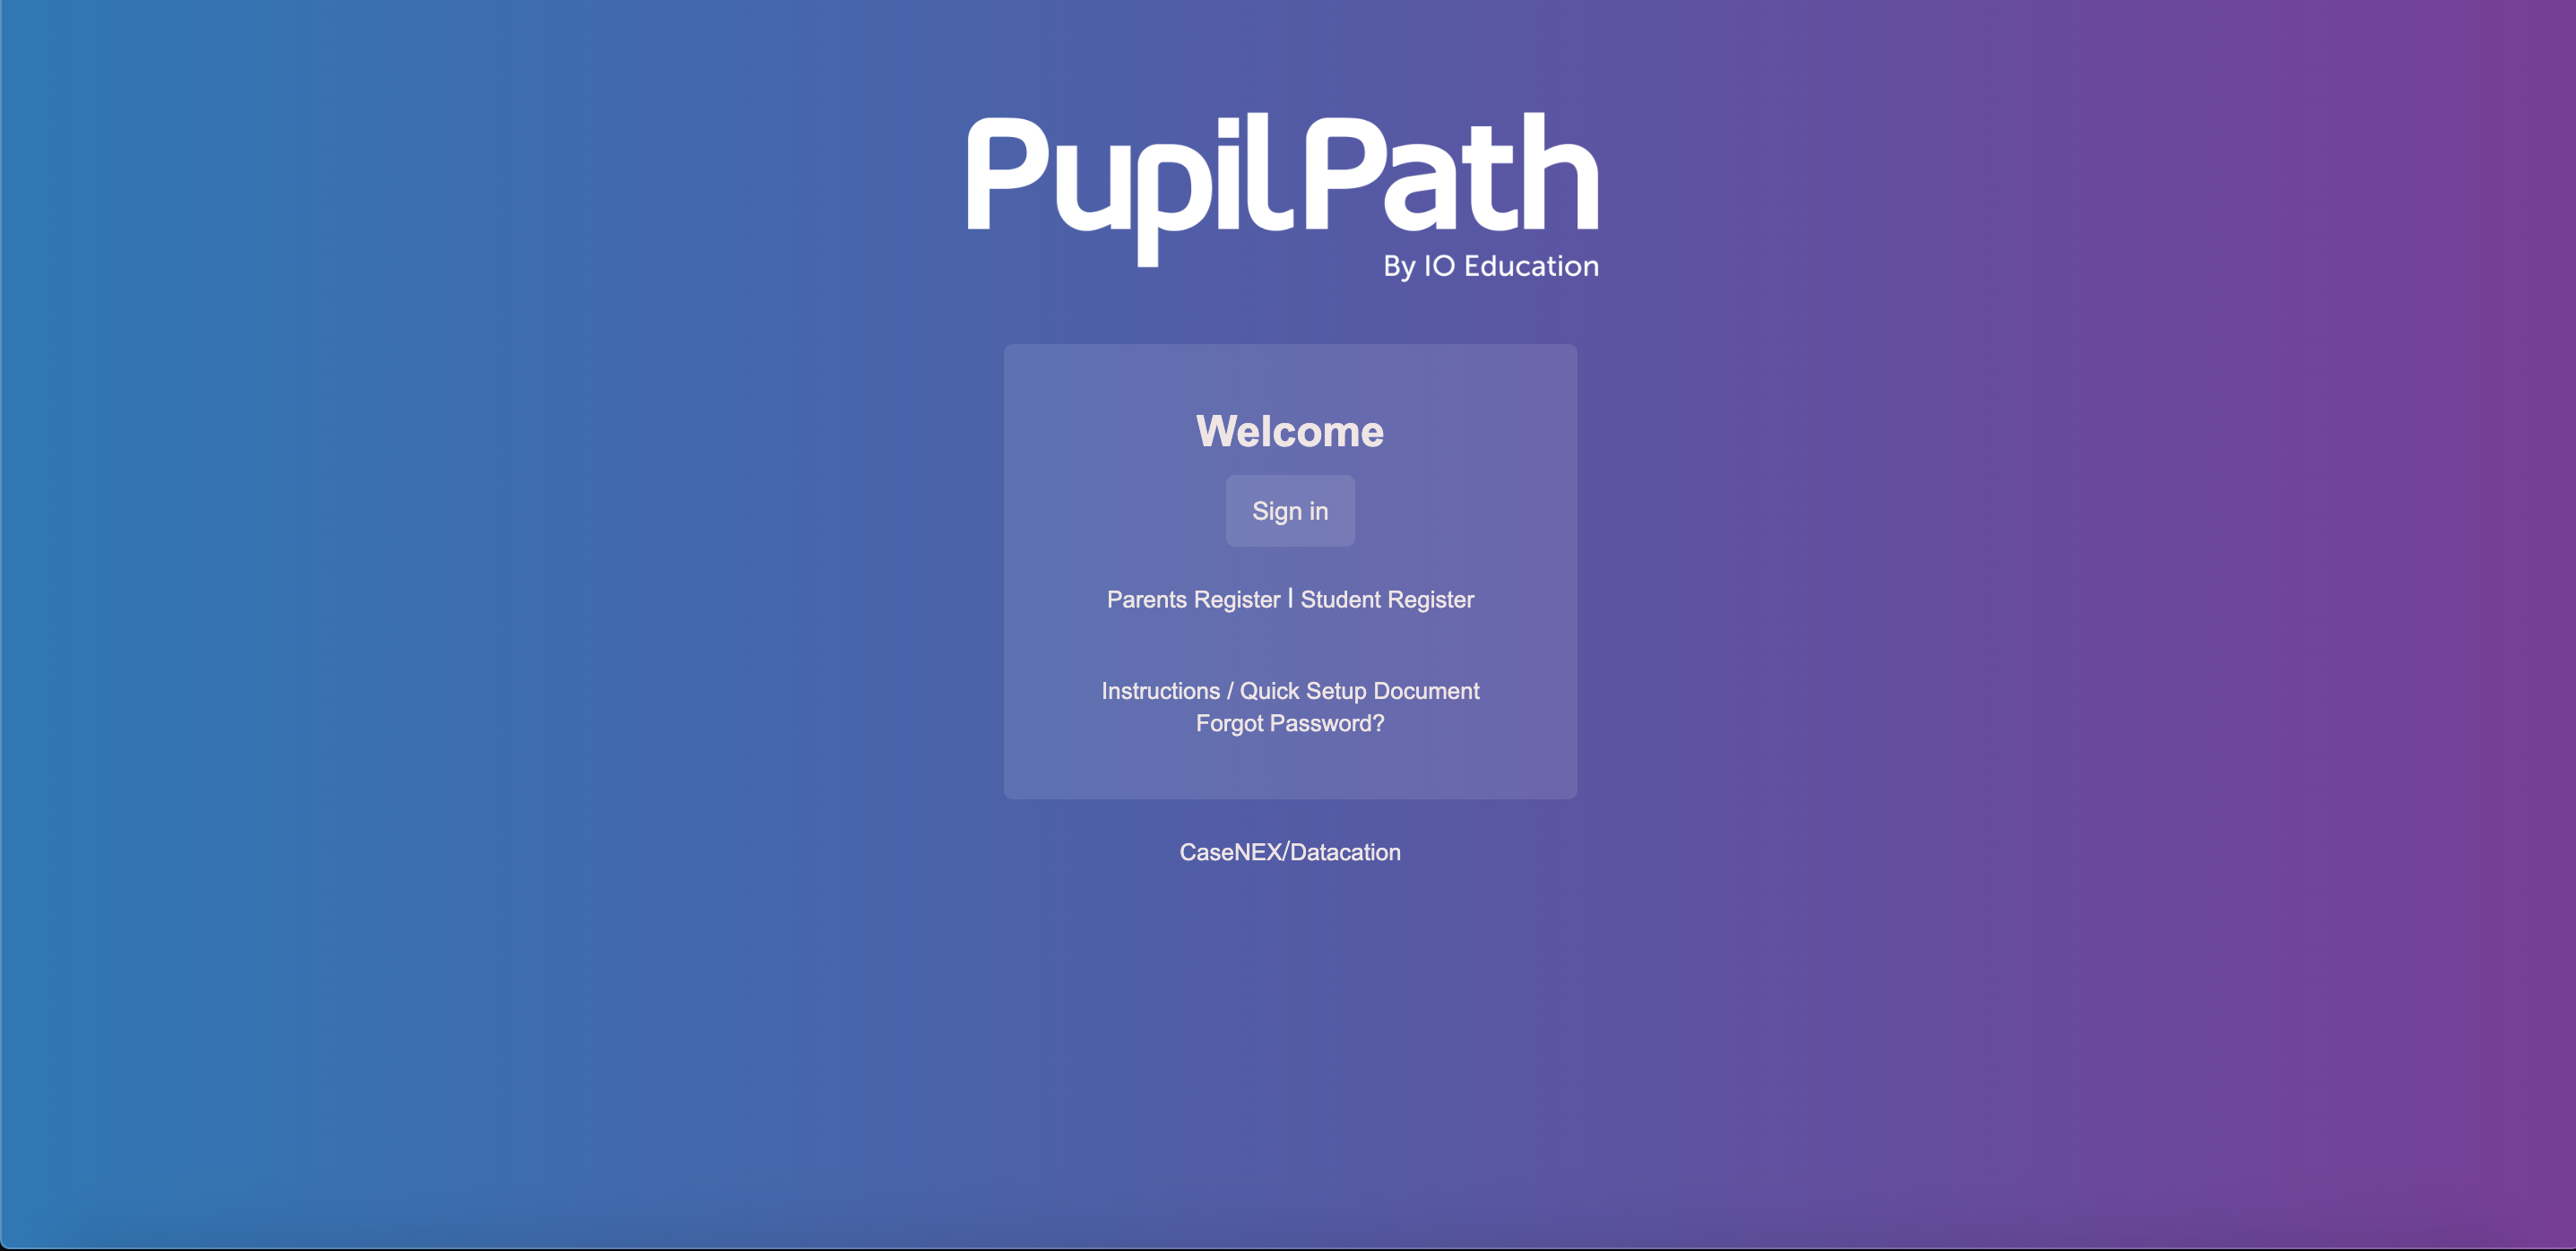 PupilPath
By IO Education
Welcome
Sign in
Parents Register | Student Register
Instructions / Quick Setup Document
Forgot Password?
CaseNEX/Datacation